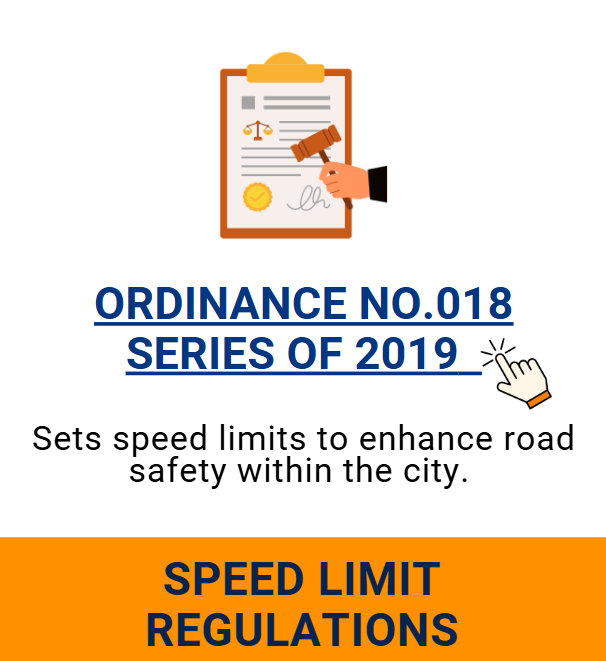 ORDINANCE NO.018
SERIES OF 2019
Sets speed limits to enhance road
safety within the city.
SPEED LIMIT
REGULATIONS